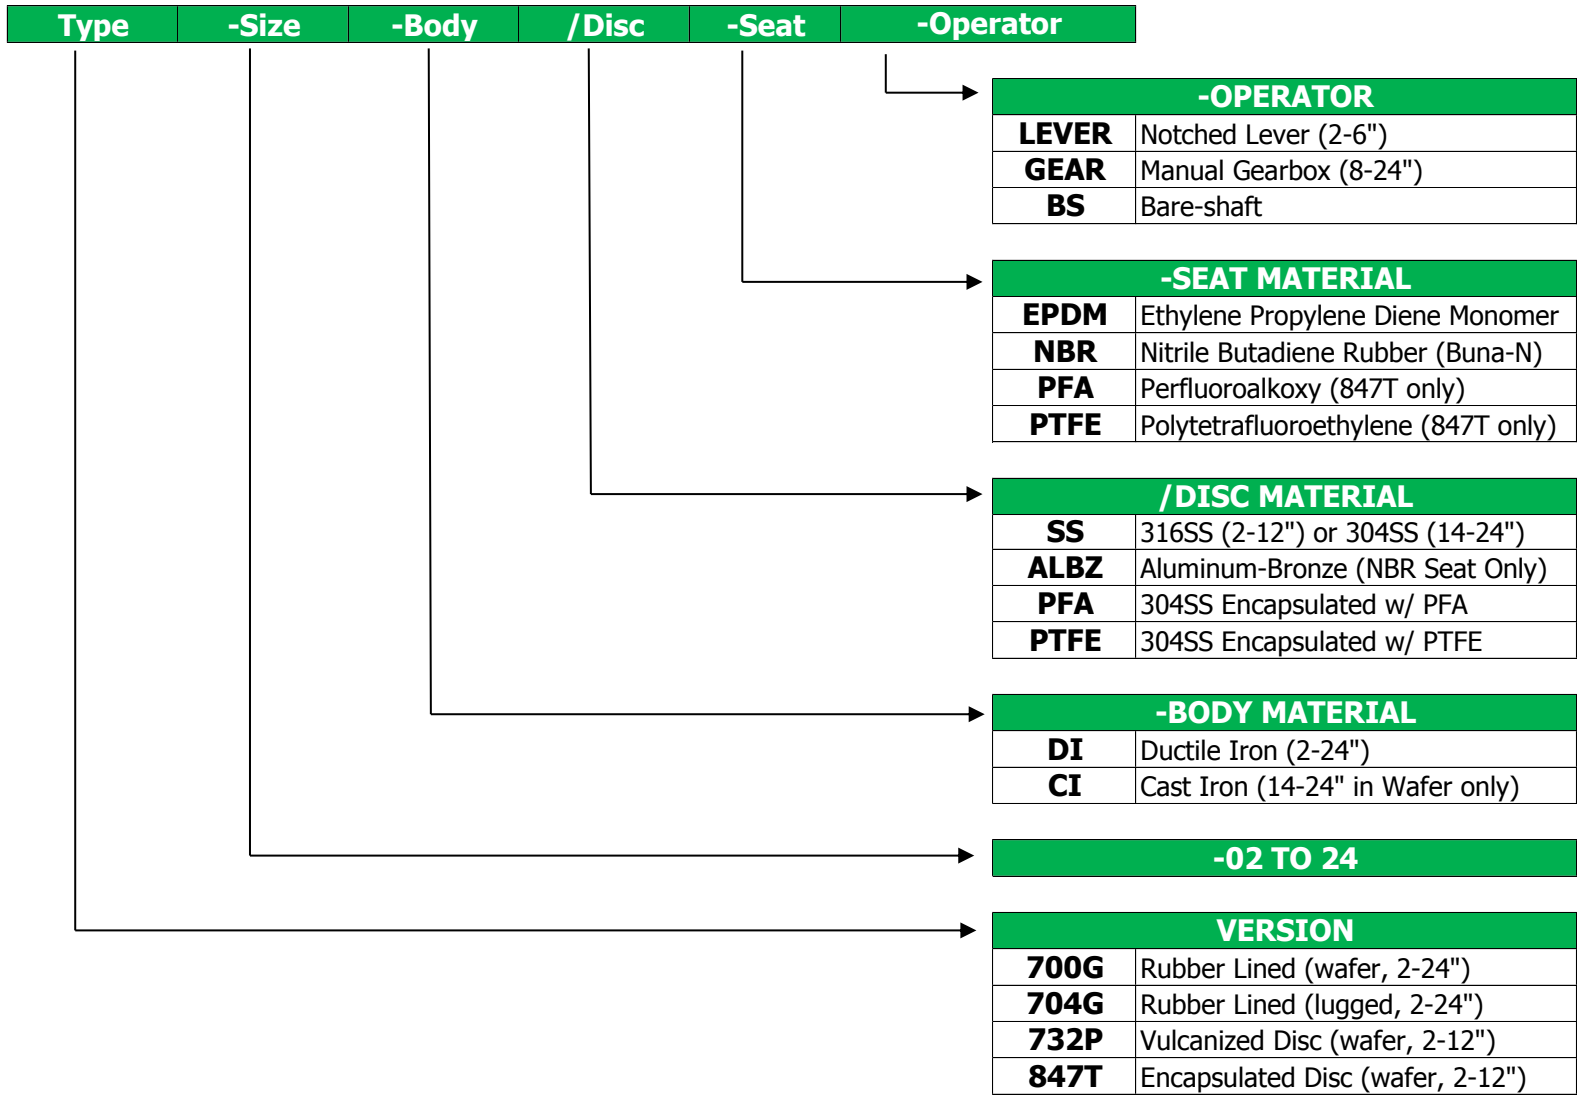 Type -Size -Body /Disc -Seat -Operator
-OPERATOR
LEVER Notched Lever (2-6")
GEAR Manual Gearbox (8-24")
BS Bare-shaft
-SEAT MATERIAL
EPDM Ethylene Propylene Diene Monomer
NBR Nitrile Butadiene Rubber (Buna-N)
PFA Perfluoroalkoxy (847T only)
PTFE Polytetrafluoroethylene (847T only)
/DISC MATERIAL
SS 316SS (2-12") or 304SS (14-24")
ALBZ Aluminum-Bronze (NBR Seat Only)
PFA 304SS Encapsulated w/ PFA
PTFE 304SS Encapsulated w/ PTFE
-BODY MATERIAL
DI Ductile Iron (2-24")
CI Cast Iron (14-24" in Wafer only)
-02 TO 24
VERSION
700G Rubber Lined (wafer, 2-24")
704G Rubber Lined (lugged, 2-24")
732P Vulcanized Disc (wafer, 2-12")
847T Encapsulated Disc (wafer, 2-12")